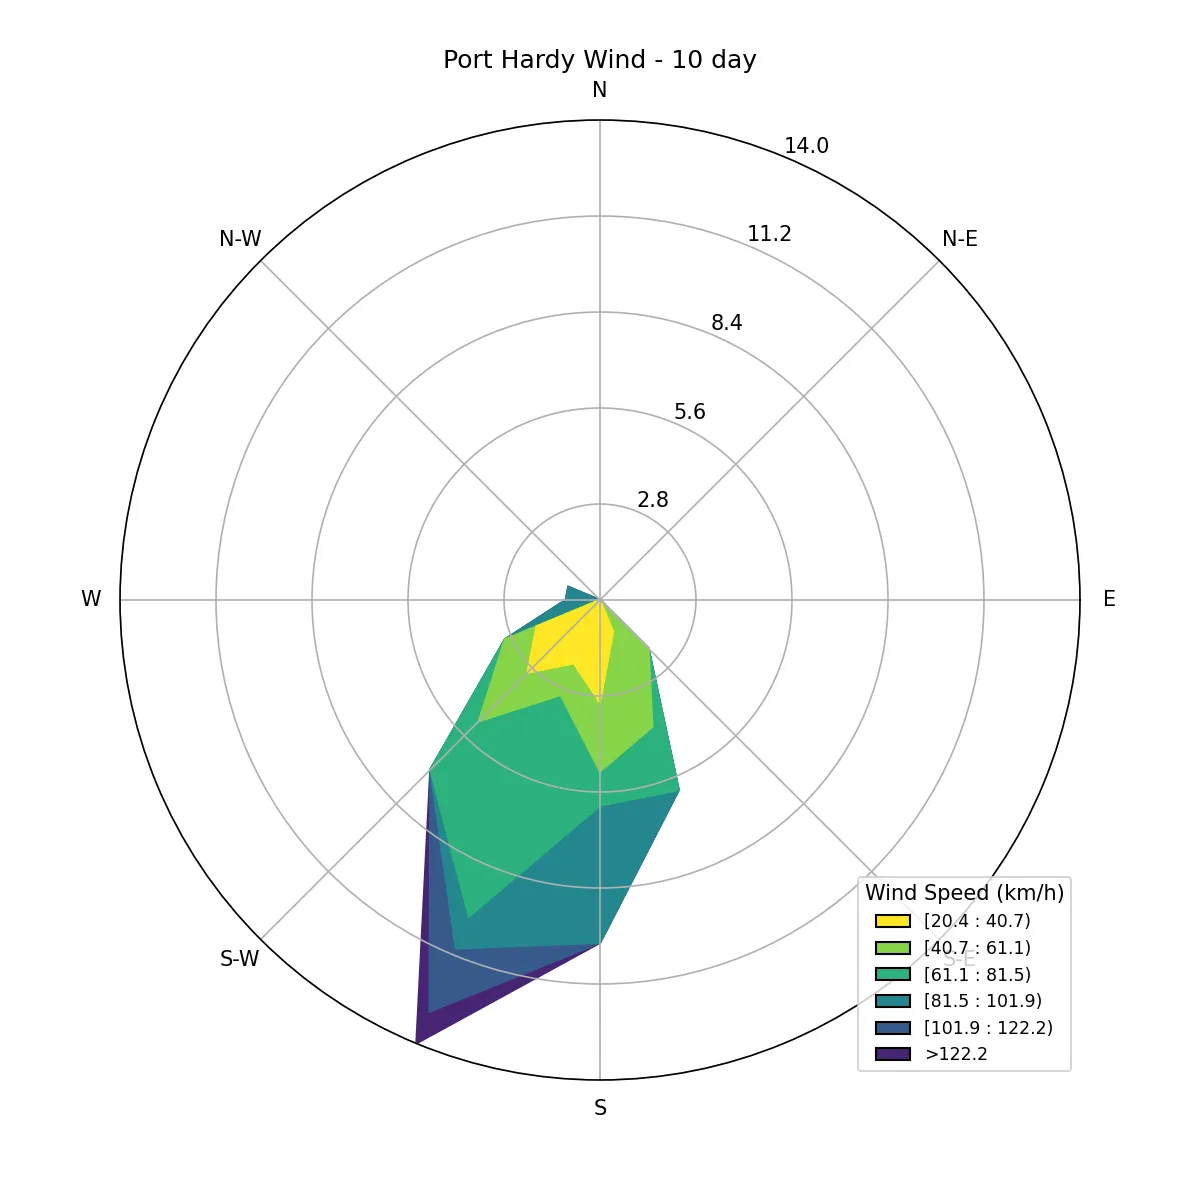 Port Hardy Wind - 10 day
N
14.0
N-W
11.2
N-E
8.4
5.6
2.8
W
E
Wind Speed (km/h)
[20.4 : 40.7)
[40.7 : 61.1)
S-W
S-E
[61.1 : 81.5)
[81.5 : 101.9)
[101.9 : 122.2)
>122.2
S